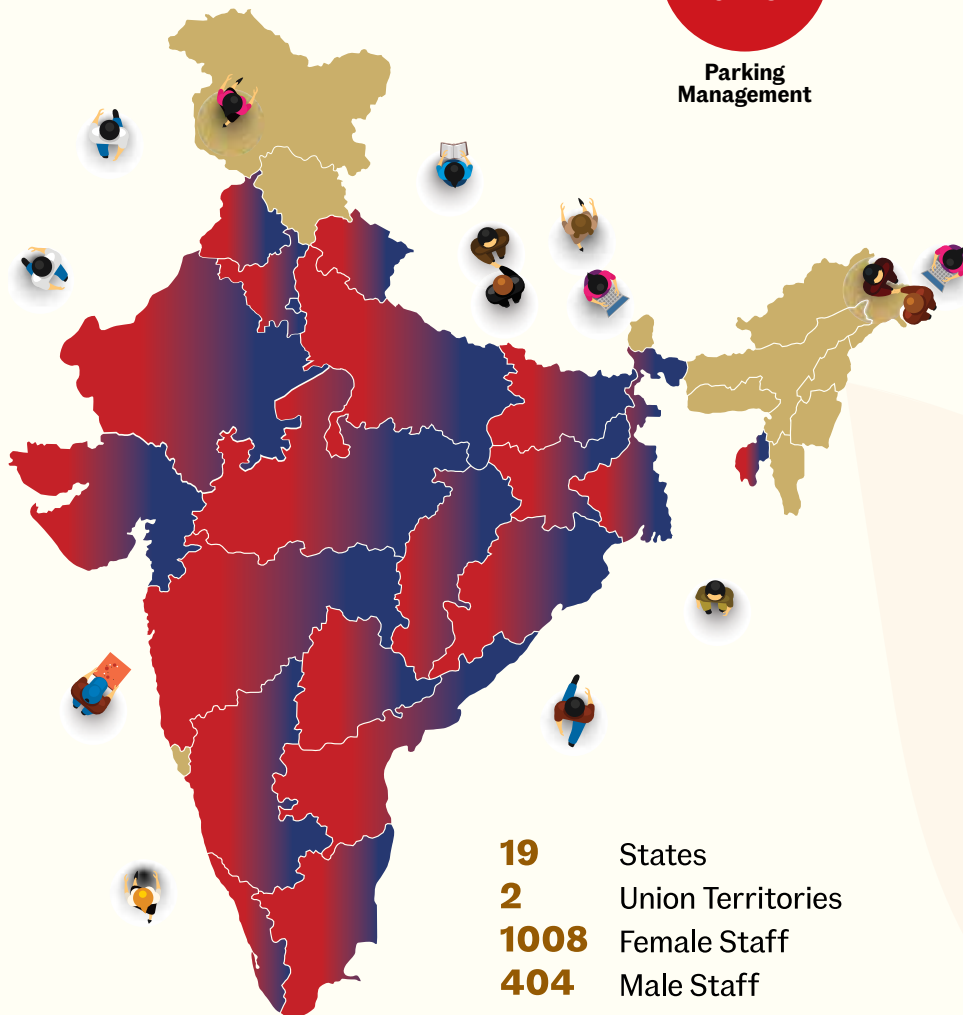 Parking
Management
19 States
2 Union Territories
1008 Female Staff
404 Male Staff